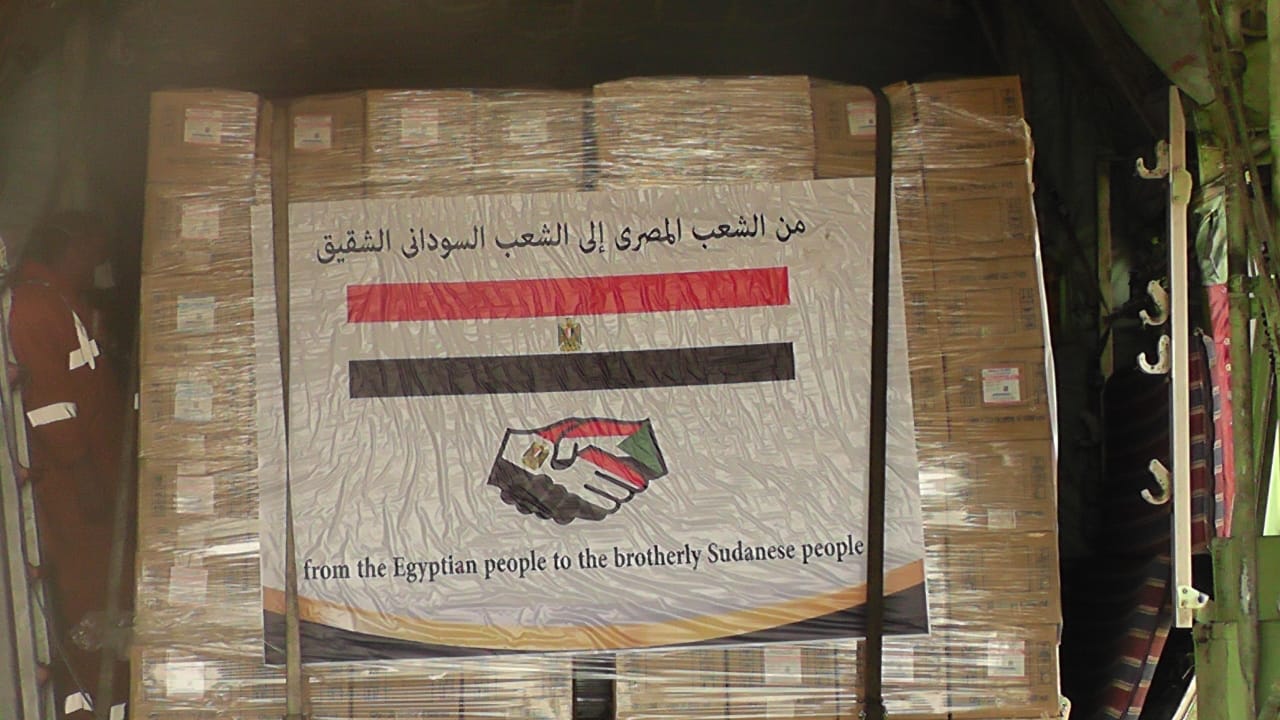 من الشعب المصرى إلى الشعب السودانى الشقيق
from the Egyptian people to the brotherly Sudanese people